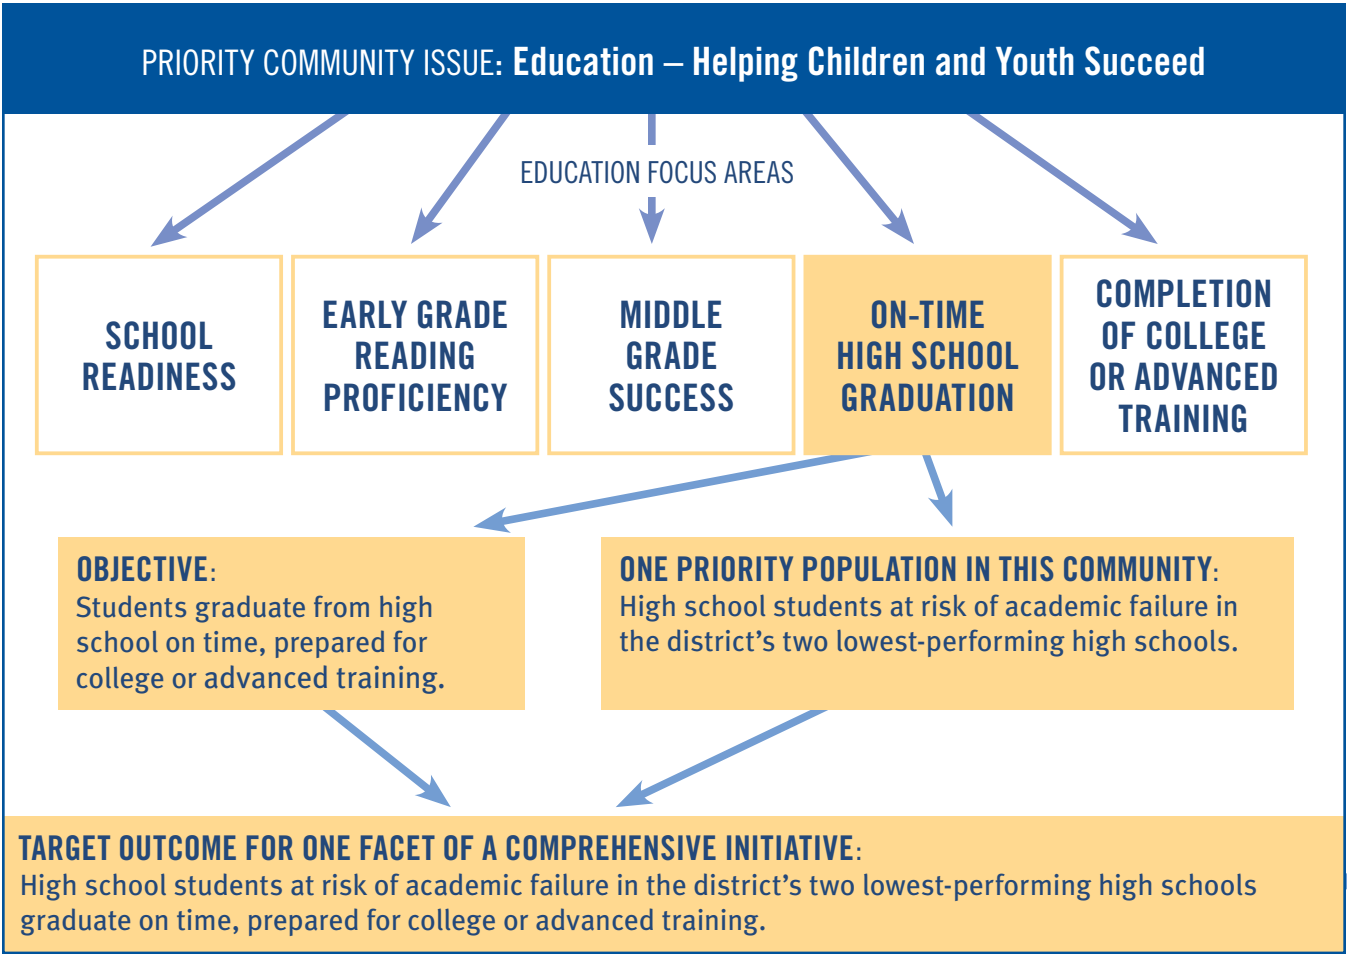 PRIORITY COMMUNITY ISSUE: Education – Helping Children and Youth Succeed
EDUCATION FOCUS AREAS
SCHOOL
READINESS
EARLY GRADE
READING
PROFICIENCY
MIDDLE
GRADE
SUCCESS
ON-TIME
HIGH SCHOOL
GRADUATION
COMPLETION
OF COLLEGE
OR ADVANCED
TRAINING
OBJECTIVE:
Students graduate from high
school on time, prepared for
college or advanced training.
ONE PRIORITY POPULATION IN THIS COMMUNITY:
High school students at risk of academic failure in
the district’s two lowest-performing high schools.
TARGET OUTCOME FOR ONE FACET OF A COMPREHENSIVE INITIATIVE:
High school students at risk of academic failure in the district’s two lowest-performing high schools
graduate on time, prepared for college or advanced training.